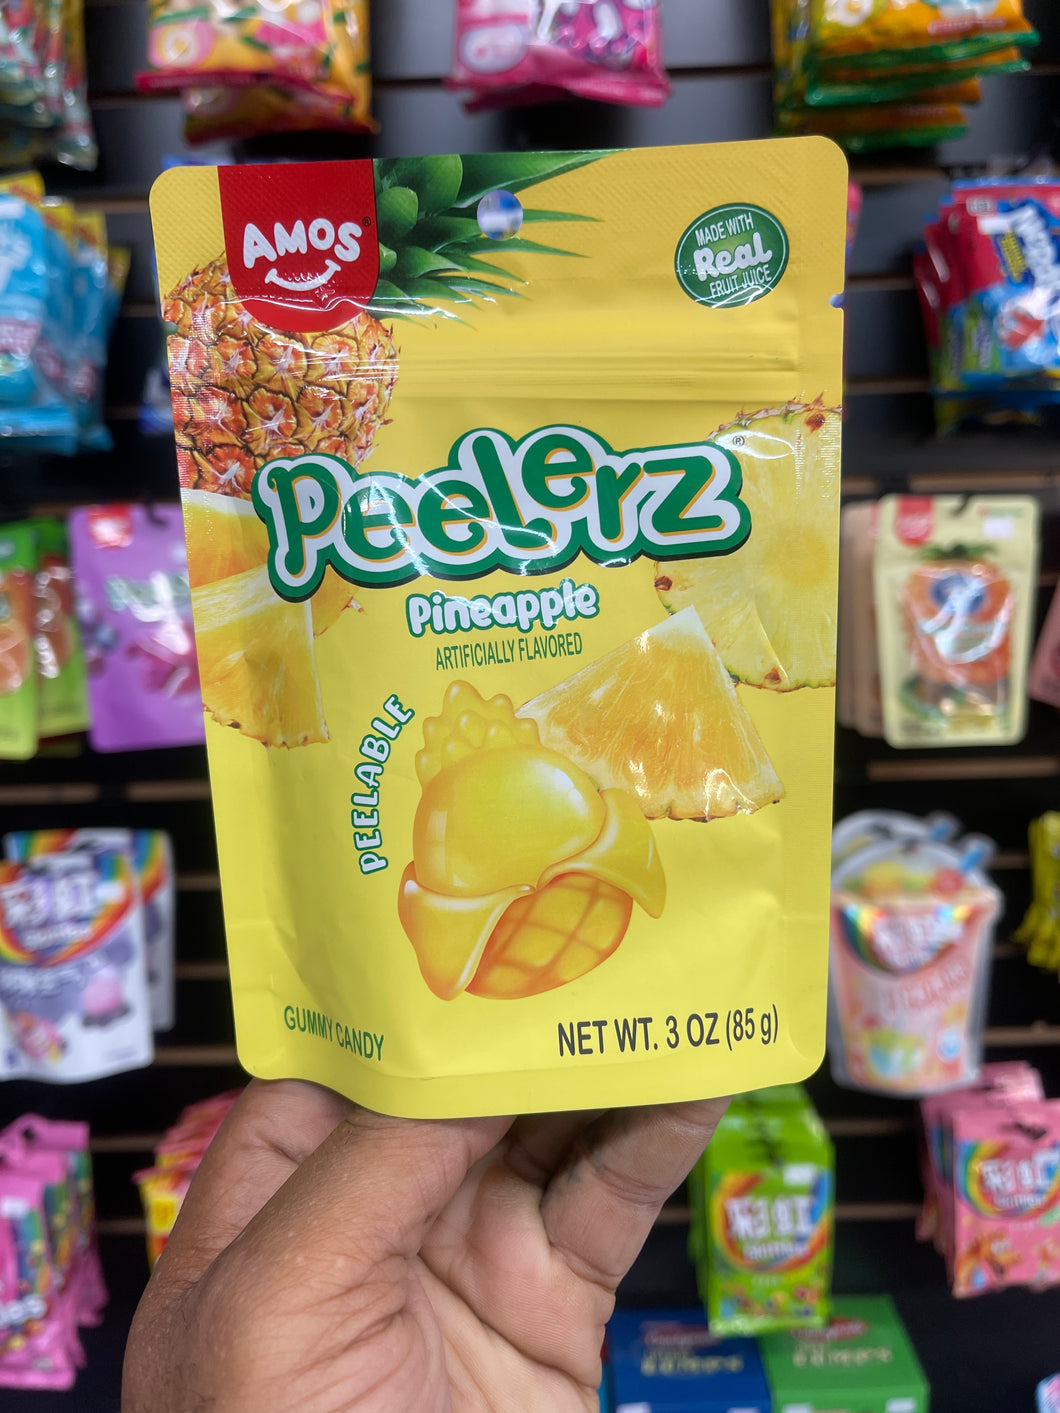 AMOS®
MADE WITH
Real
FRUIT JUICE
Peelerz®
Pineapple
ARTIFICIALLY FLAVORED
PEELABLE
GUMMY CANDY
NET WT. 3 OZ (85 g)